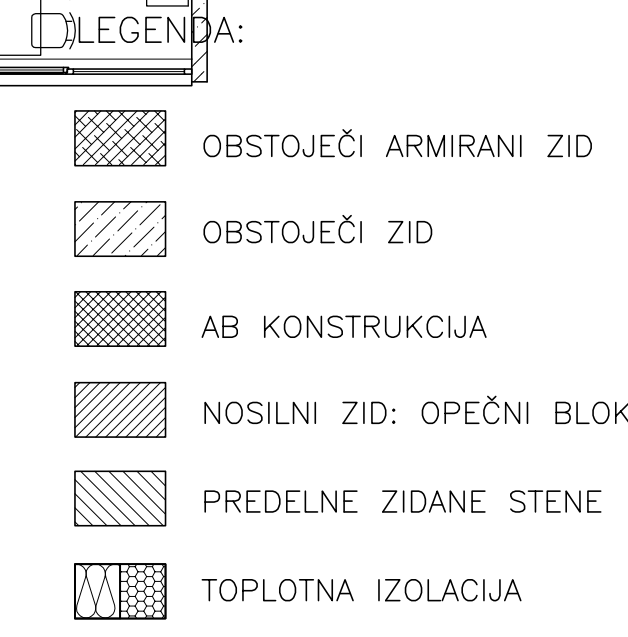 LEGENDA:
OBSTOJEČI ARMIRANI ZID
OBSTOJEČI ZID
AB KONSTRUKCIJA
NOSILNI ZID: OPEČNI BLOK
PREDELNE ZIDANE STENE
TOPLOTNA IZOLACIJA